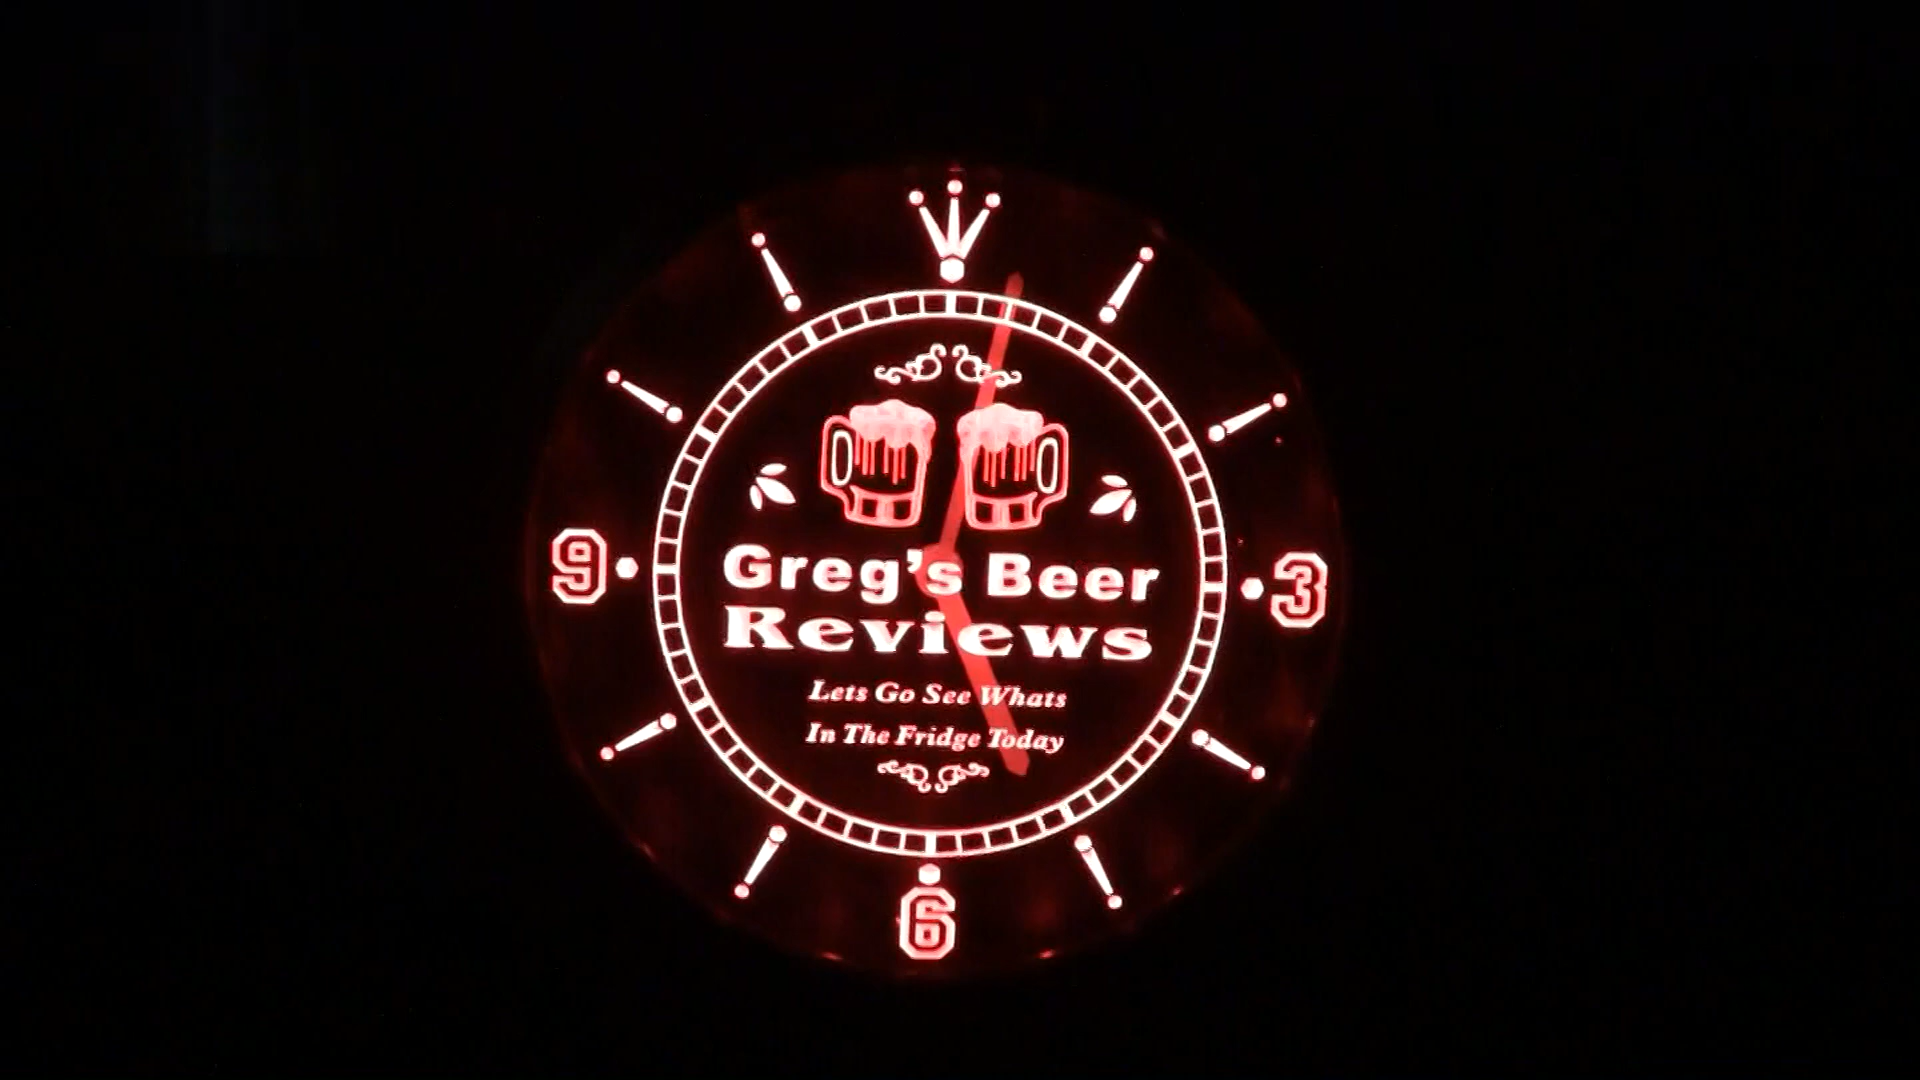 9
3
Greg's Beer
Reviews
Lets Go See Whats
In The Fridge Today
6